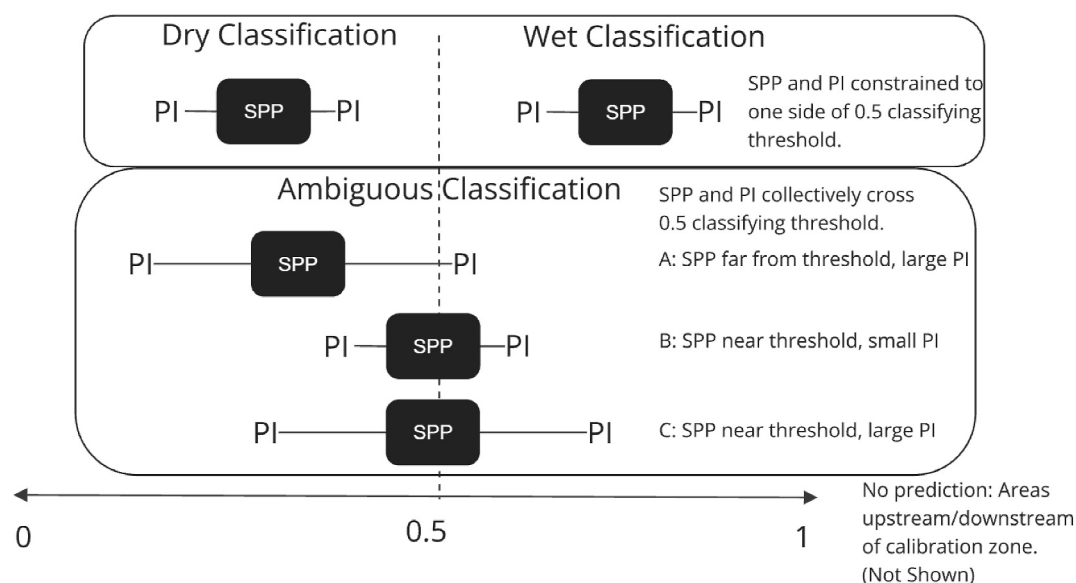 Dry Classification
Wet Classification
PI SPP PI
PI SPP PI
SPP and PI constrained to
one side of 0.5 classifying
threshold.
Ambiguous Classification
SPP and PI collectively cross
0.5 classifying threshold.
PI SPP PI
A: SPP far from threshold, large PI
PI SPP PI
B: SPP near threshold, small PI
PI SPP PI
C: SPP near threshold, large PI
0
0.5
1
No prediction: Areas
upstream/downstream
of calibration zone.
(Not Shown)